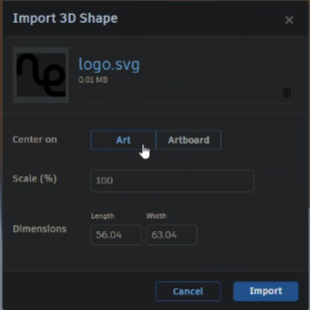 Import 3D Shape
logo.svg
0.01 MB
Center on Art Artboard
Scale (%) 100
Length Width
Dimensions 56.04 63.04
Cancel Import